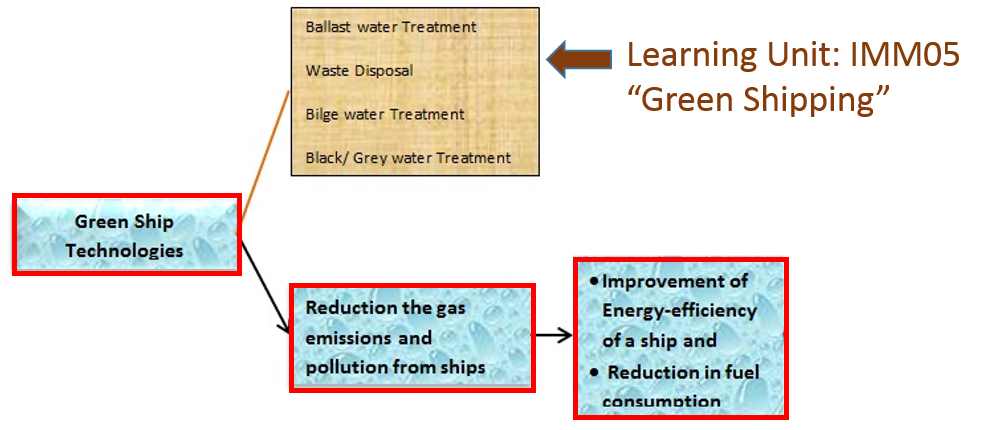 Ballast water Treatment
Waste Disposal
Bilge water Treatment
Black/ Grey water Treatment
Learning Unit: IMM05
“Green Shipping”
Green Ship
Technologies
Reduction the gas
emissions and
pollution from ships
•Improvement of
Energy-efficiency
of a ship and
• Reduction in fuel
consumption